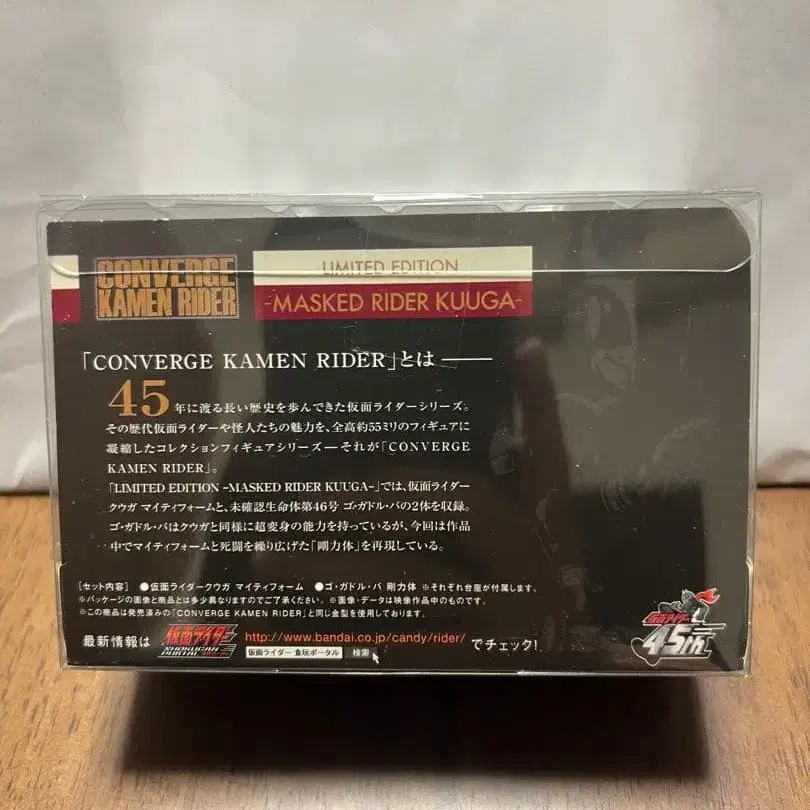 CONVERGE
KAMEN RIDER
LIMITED EDITION
-MASKED RIDER KUUGA-
「CONVERGE KAMEN RIDER」とは ──
45年に渡る長い歴史を歩んできた仮面ライダーシリーズ。
その歴代仮面ライダーや怪人たちの魅力を、全高約55ミリのフィギュアに
凝縮したコレクションフィギュアシリーズ─それが「CONVERGE
KAMEN RIDER」。
「LIMITED EDITION -MASKED RIDER KUUGA-」では、仮面ライダー
クウガ マイティフォームと、未確認生命体第46号 ゴ・ガドル・バの2体を収録。
ゴ・ガドル・バはクウガと同様に超変身の能力を持っているが、今回は作品
中でマイティフォームと死闘を繰り広げた「剛力体」を再現している。
[セット内容] ●仮面ライダークウガ マイティフォーム ●ゴ・ガドル・バ 剛力体 ※それぞれ台座が付属します。
※パッケージの画像と商品とは多少異なりますのでご了承ください。※画像・データは映像作品中のものです。
※この商品は発売済みの「CONVERGE KAMEN RIDER」と同じ金型を使用しております。
最新情報は 仮面ライダー SHOKUGAN PORTAL http://www.bandai.co.jp/candy/rider/ でチェック!
仮面ライダー 食玩ポータル 検索
仮面ライダー
45th